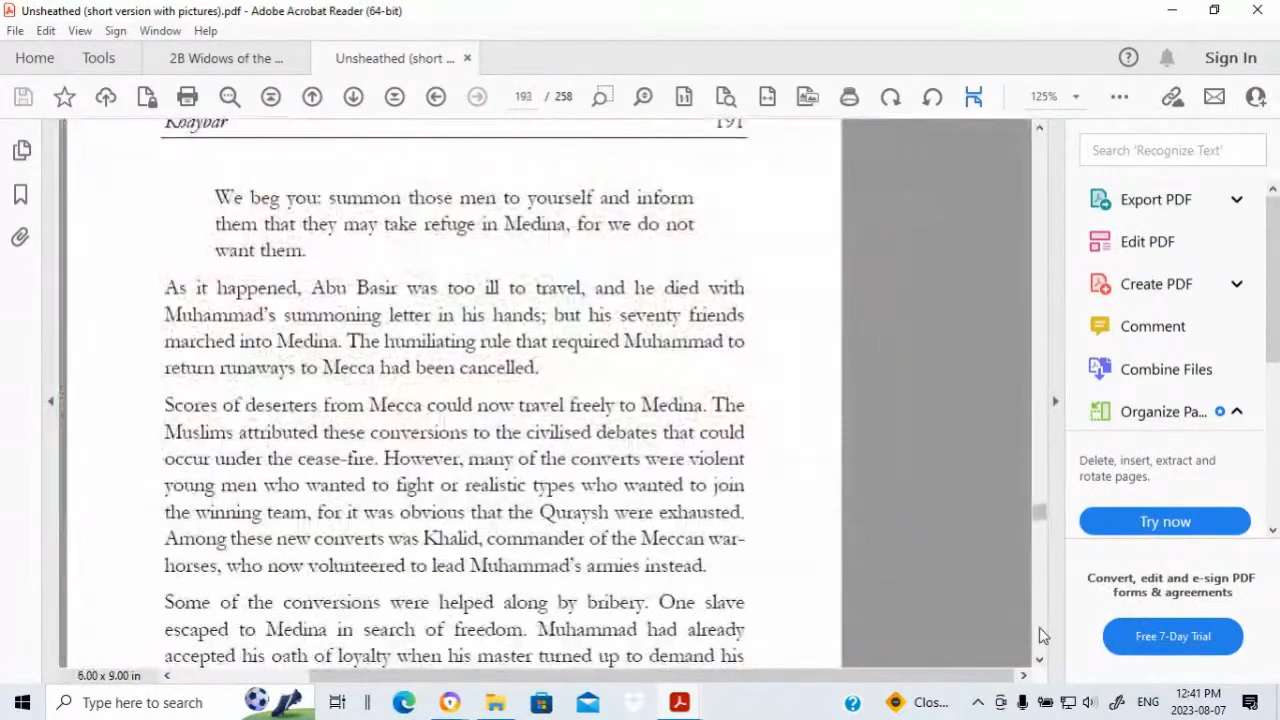 Unsheathed (short version with pictures).pdf - Adobe Acrobat Reader (64-bit)
File Edit View Sign Window Help
Home Tools 2B Widows of the ... Unsheathed (short ... × Sign In
191 / 258 125%
Khaybar 191
We beg you: summon those men to yourself and inform
them that they may take refuge in Medina, for we do not
want them.
As it happened, Abu Basir was too ill to travel, and he died with
Muhammad's summoning letter in his hands; but his seventy friends
marched into Medina. The humiliating rule that required Muhammad to
return runaways to Mecca had been cancelled.
Scores of deserters from Mecca could now travel freely to Medina. The
Muslims attributed these conversions to the civilised debates that could
occur under the cease-fire. However, many of the converts were violent
young men who wanted to fight or realistic types who wanted to join
the winning team, for it was obvious that the Quraysh were exhausted.
Among these new converts was Khalid, commander of the Meccan war-
horses, who now volunteered to lead Muhammad's armies instead.
Some of the conversions were helped along by bribery. One slave
escaped to Medina in search of freedom. Muhammad had already
accepted his oath of loyalty when his master turned up to demand his
6.00 x 9.00 in
Search 'Recognize Text'
Export PDF
Edit PDF
Create PDF
Comment
Combine Files
Organize Pa...
Delete, insert, extract and
rotate pages.
Try now
Convert, edit and e-sign PDF
forms & agreements
Free 7-Day Trial
Type here to search
Clos...
ENG
12:41 PM
2023-08-07